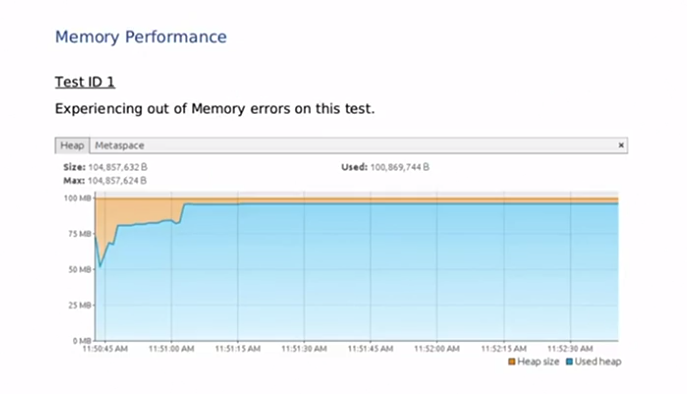 Memory Performance
Test ID 1
Experiencing out of Memory errors on this test.
Heap Metaspace x
Size: 104,857,632 B Used: 100,869,744 B
Max: 104,857,624 B
100 MB
75 MB
50 MB
25 MB
0 MB
11:50:45 AM 11:51:00 AM 11:51:15 AM 11:51:30 AM 11:51:45 AM 11:52:00 AM 11:52:15 AM 11:52:30 AM
Heap size Used heap